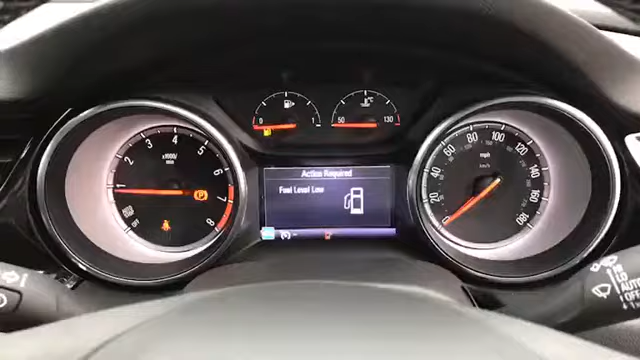 0 1
50 °C 130
1 2 3 4 5 6 7 8
x1000/
min
OFF
Action Required
Fuel Level Low
20 40 60 80 100 120 140 160 180
mph
km/h
AUTO
OFF